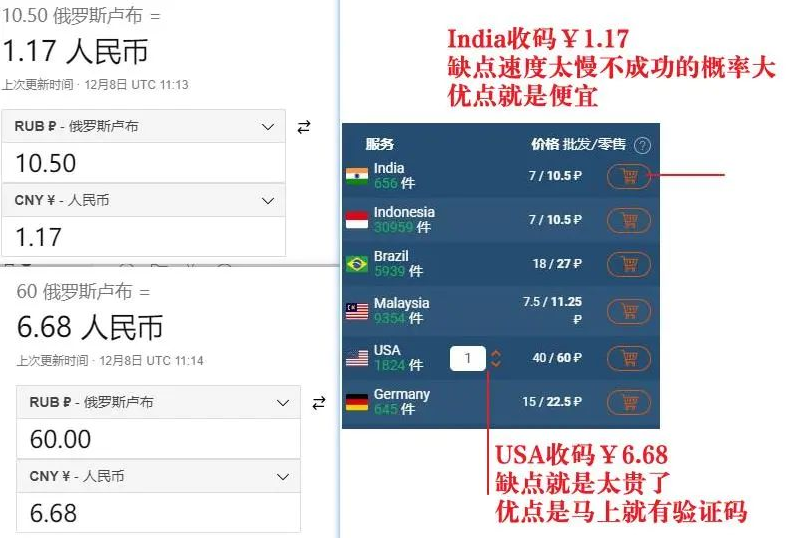 10.50 俄罗斯卢布 =
1.17 人民币
上次更新时间 · 12月8日 UTC 11:13
RUB ₽ - 俄罗斯卢布
10.50
CNY ¥ - 人民币
1.17
60 俄罗斯卢布 =
6.68 人民币
上次更新时间 · 12月8日 UTC 11:14
RUB ₽ - 俄罗斯卢布
60.00
CNY ¥ - 人民币
6.68
India收码￥1.17
缺点速度太慢不成功的概率大
优点就是便宜
服务 价格 批发/零售 ?
India
656 件
7 / 10.5 ₽
Indonesia
30959 件
7 / 10.5 ₽
Brazil
5939 件
18 / 27 ₽
Malaysia
9354 件
7.5 / 11.25
₽
USA
1824 件
1
40 / 60 ₽
Germany
645 件
15 / 22.5 ₽
USA收码￥6.68
缺点就是太贵了
优点是马上就有验证码